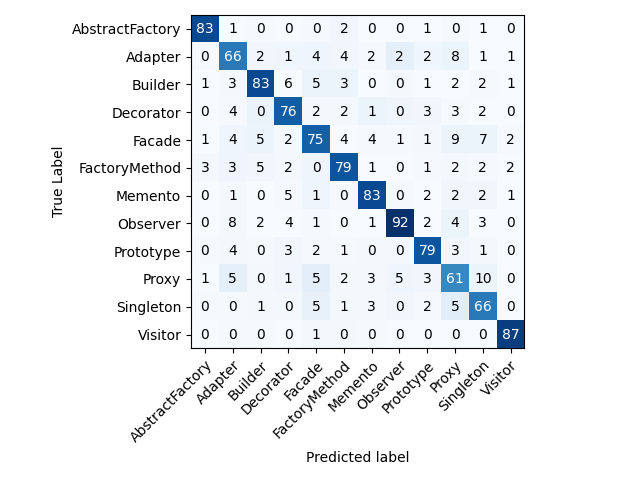 AbstractFactory 83 1 0 0 0 2 0 0 1 0 1 0
Adapter 0 66 2 1 4 4 2 2 2 8 1 1
Builder 1 3 83 6 5 3 0 0 1 2 2 1
Decorator 0 4 0 76 2 2 1 0 3 3 2 0
Facade 1 4 5 2 75 4 4 1 1 9 7 2
FactoryMethod 3 3 5 2 0 79 1 0 1 2 2 2
Memento 0 1 0 5 1 0 83 0 2 2 2 1
Observer 0 8 2 4 1 0 1 92 2 4 3 0
Prototype 0 4 0 3 2 1 0 0 79 3 1 0
Proxy 1 5 0 1 5 2 3 5 3 61 10 0
Singleton 0 0 1 0 5 1 3 0 2 5 66 0
Visitor 0 0 0 0 1 0 0 0 0 0 0 87
True Label
AbstractFactory
Adapter
Builder
Decorator
Facade
FactoryMethod
Memento
Observer
Prototype
Proxy
Singleton
Visitor
Predicted label